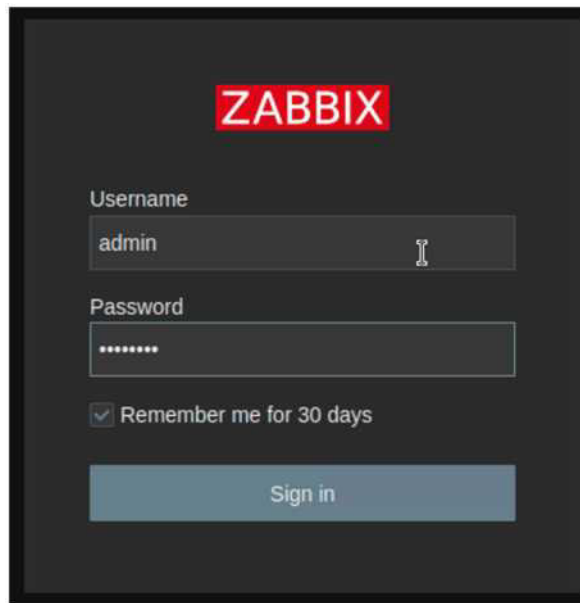 ZABBIX
Username
admin
Password
••••••••
Remember me for 30 days
Sign in